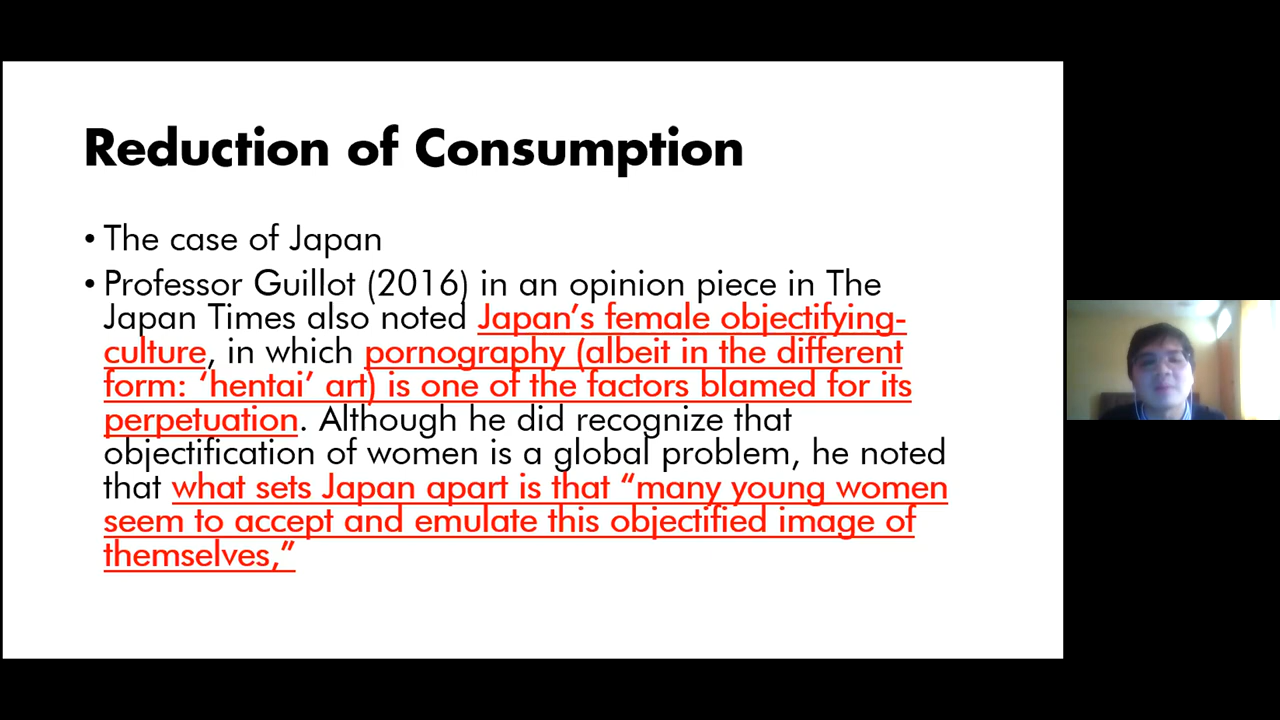 Reduction of Consumption
• The case of Japan
• Professor Guillot (2016) in an opinion piece in The
Japan Times also noted Japan’s female objectifying-
culture, in which pornography (albeit in the different
form: ‘hentai’ art) is one of the factors blamed for its
perpetuation. Although he did recognize that
objectification of women is a global problem, he noted
that what sets Japan apart is that “many young women
seem to accept and emulate this objectified image of
themselves,”